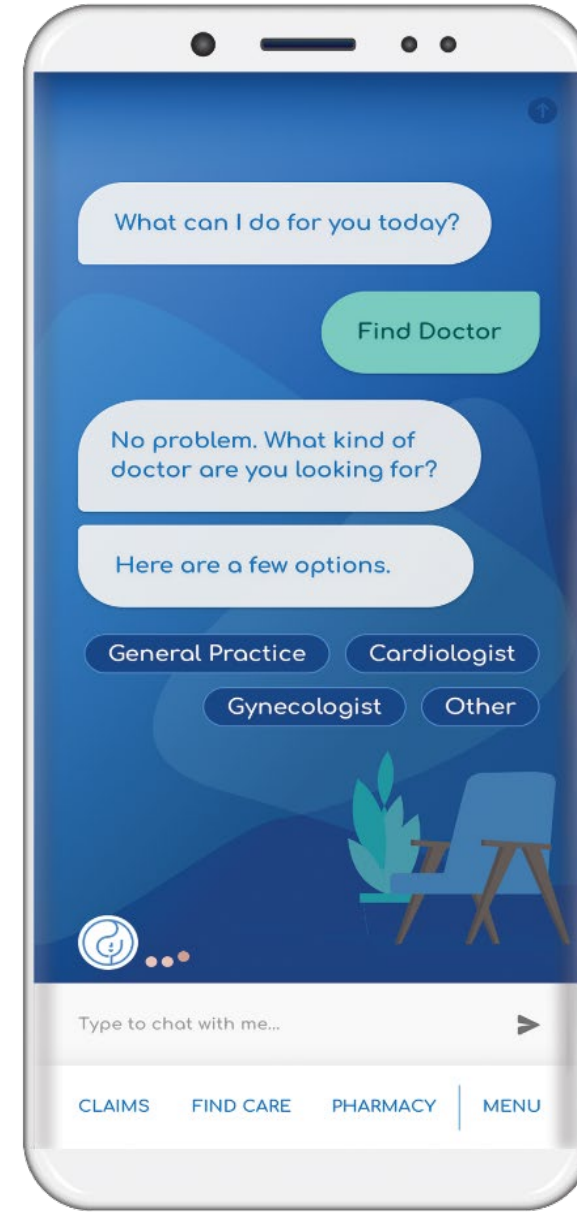 What can I do for you today?
Find Doctor
No problem. What kind of
doctor are you looking for?
Here are a few options.
General Practice Cardiologist
Gynecologist Other
Type to chat with me...
CLAIMS FIND CARE PHARMACY MENU